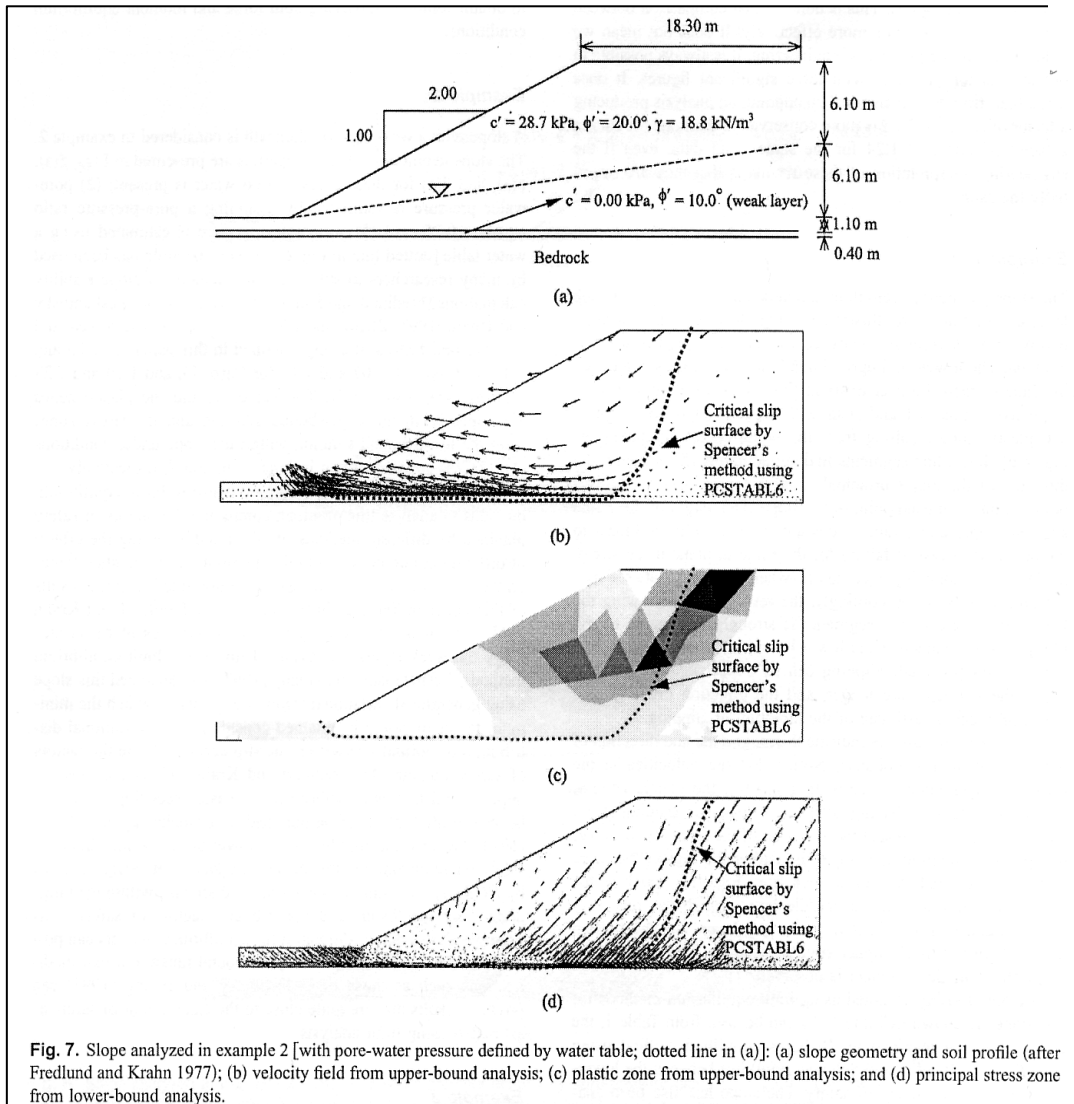 18.30 m
2.00
1.00
c′ = 28.7 kPa, ϕ′ = 20.0°, γ = 18.8 kN/m³
6.10 m
6.10 m
c′ = 0.00 kPa, ϕ′ = 10.0° (weak layer)
1.10 m
0.40 m
Bedrock
(a)
Critical slip
surface by
Spencer's
method using
PCSTABL6
(b)
Critical slip
surface by
Spencer's
method using
PCSTABL6
(c)
Critical slip
surface by
Spencer's
method using
PCSTABL6
(d)
Fig. 7. Slope analyzed in example 2 [with pore-water pressure defined by water table; dotted line in (a)]: (a) slope geometry and soil profile (after
Fredlund and Krahn 1977); (b) velocity field from upper-bound analysis; (c) plastic zone from upper-bound analysis; and (d) principal stress zone
from lower-bound analysis.